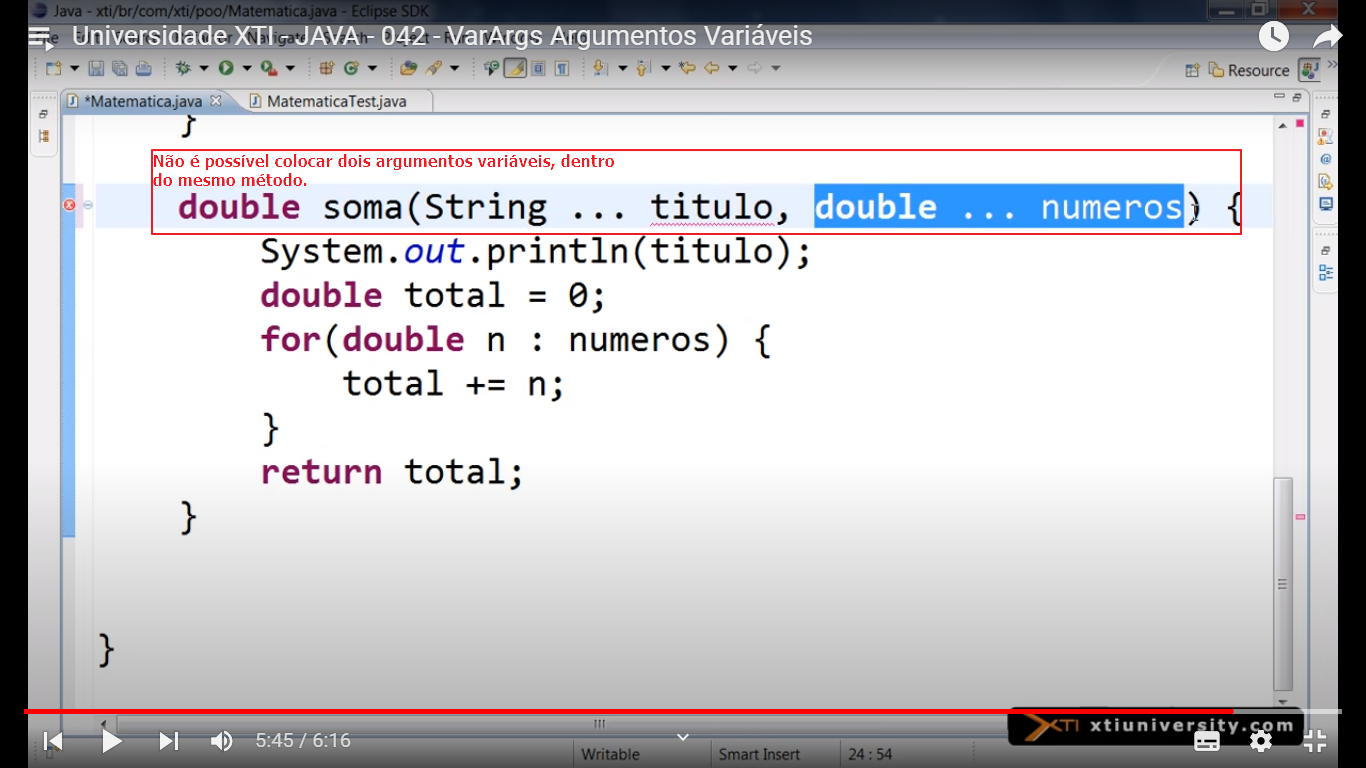 Java - xti/br/com/xti/poo/Matematica.java - Eclipse SDK
Universidade XTI - JAVA - 042 - VarArgs Argumentos Variáveis
Resource
*Matematica.java
MatematicaTest.java
}
Não é possível colocar dois argumentos variáveis, dentro
do mesmo método.
double soma(String ... titulo, double ... numeros) {
System.out.println(titulo);
double total = 0;
for(double n : numeros) {
total += n;
}
return total;
}
}
XTI xtiuniversity.com
5:45 / 6:16
Writable
Smart Insert
24 : 54